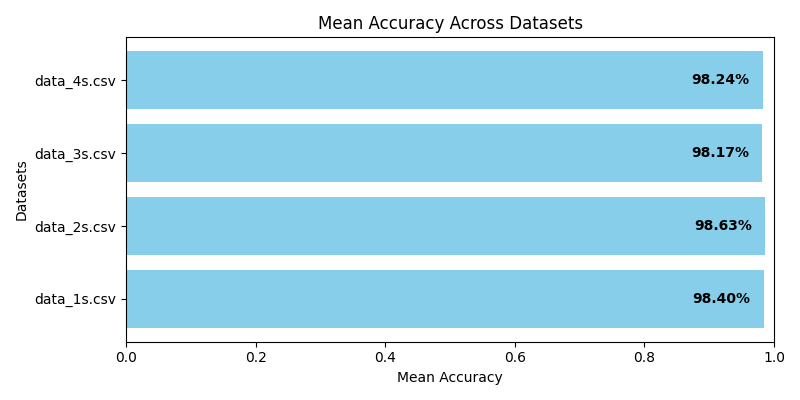 Mean Accuracy Across Datasets
data_4s.csv
98.24%
data_3s.csv
98.17%
Datasets
data_2s.csv
98.63%
data_1s.csv
98.40%
0.0 0.2 0.4 0.6 0.8 1.0
Mean Accuracy